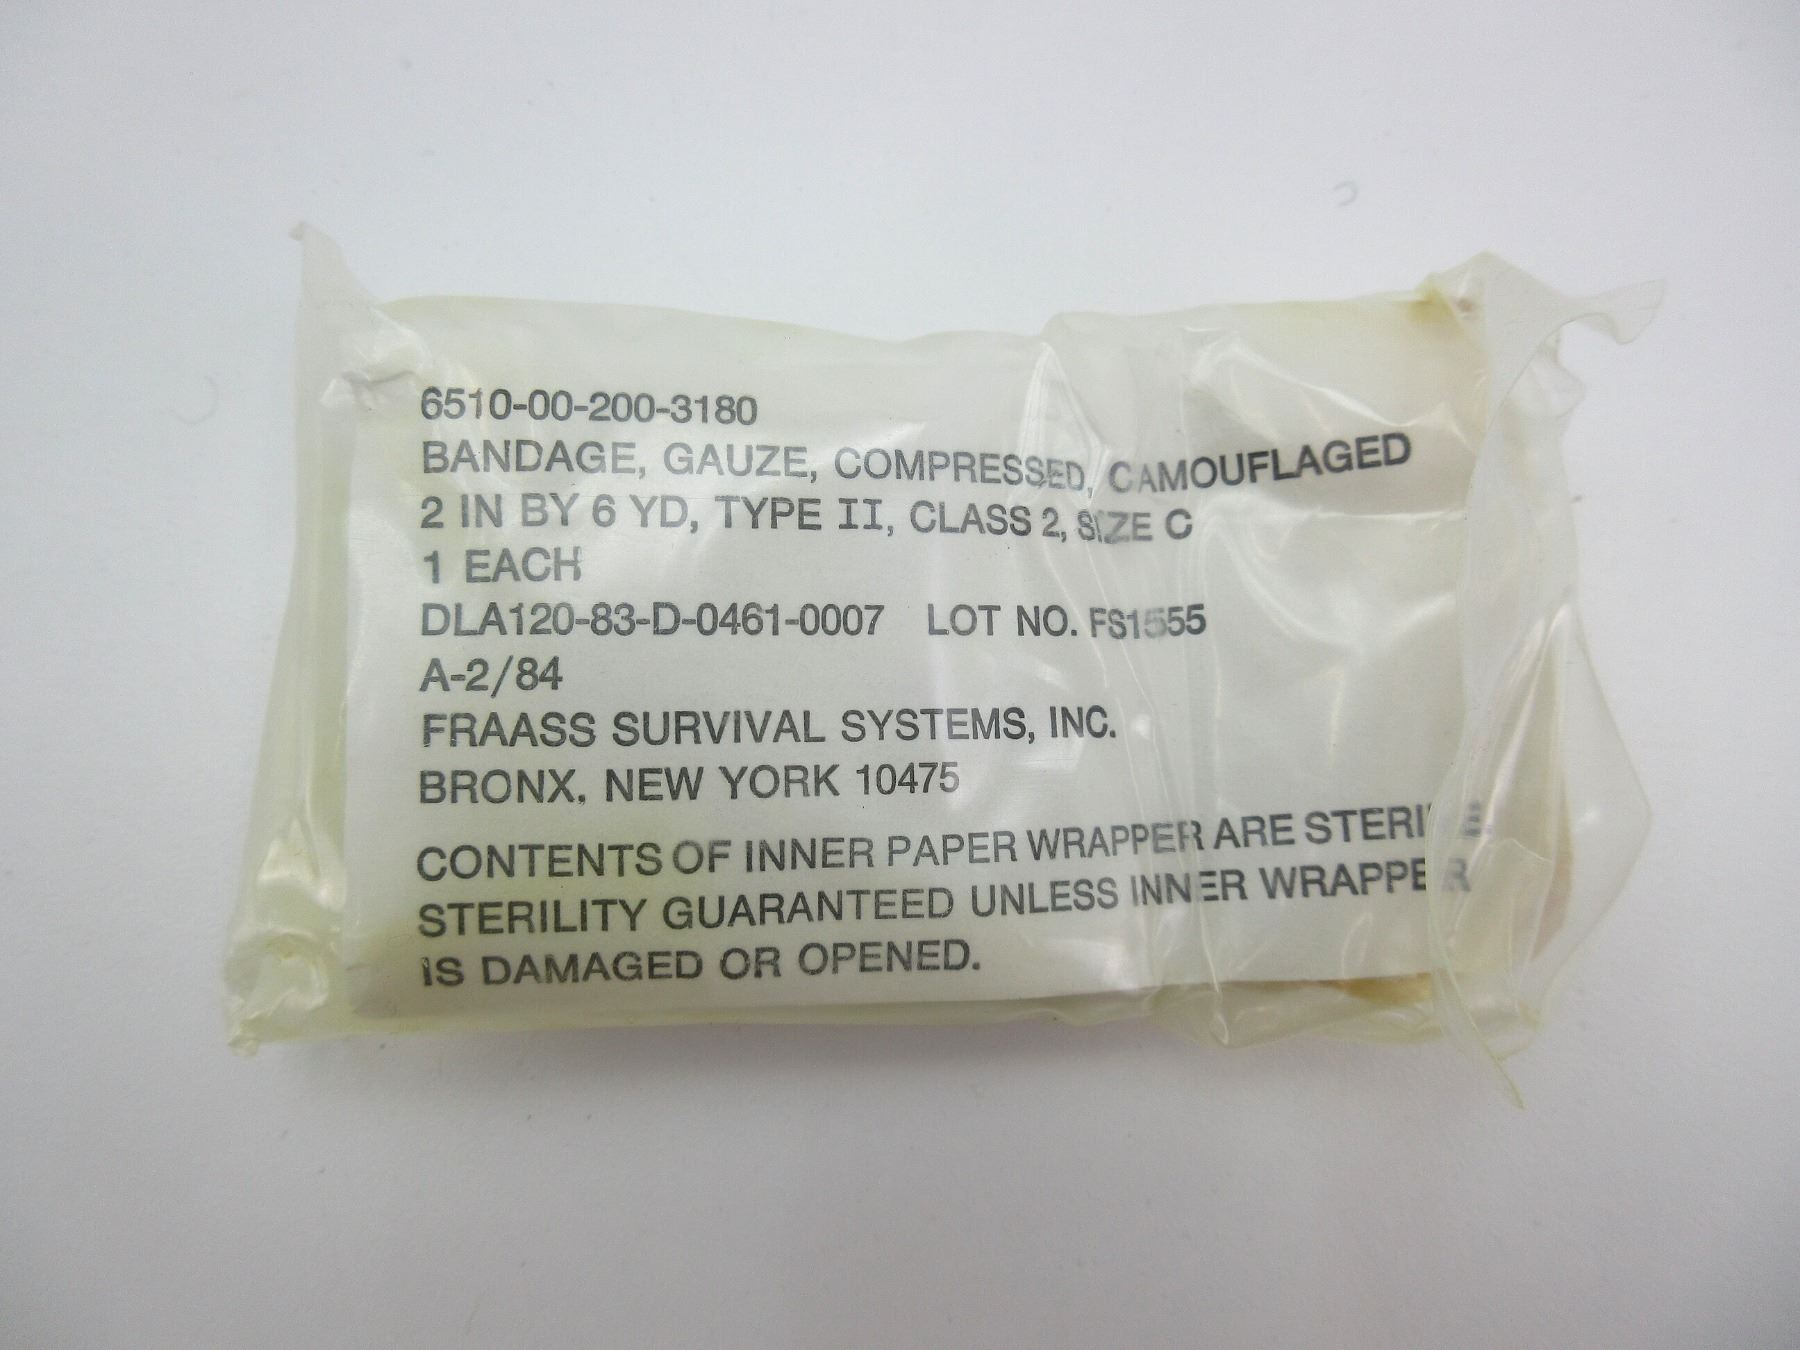 6510-00-200-3180
BANDAGE, GAUZE, COMPRESSED, CAMOUFLAGED
2 IN BY 6 YD, TYPE II, CLASS 2, SIZE C
1 EACH
DLA120-83-D-0461-0007 LOT NO. FS1555
A-2/84
FRAASS SURVIVAL SYSTEMS, INC.
BRONX, NEW YORK 10475
CONTENTS OF INNER PAPER WRAPPER ARE STERILE
STERILITY GUARANTEED UNLESS INNER WRAPPER
IS DAMAGED OR OPENED.